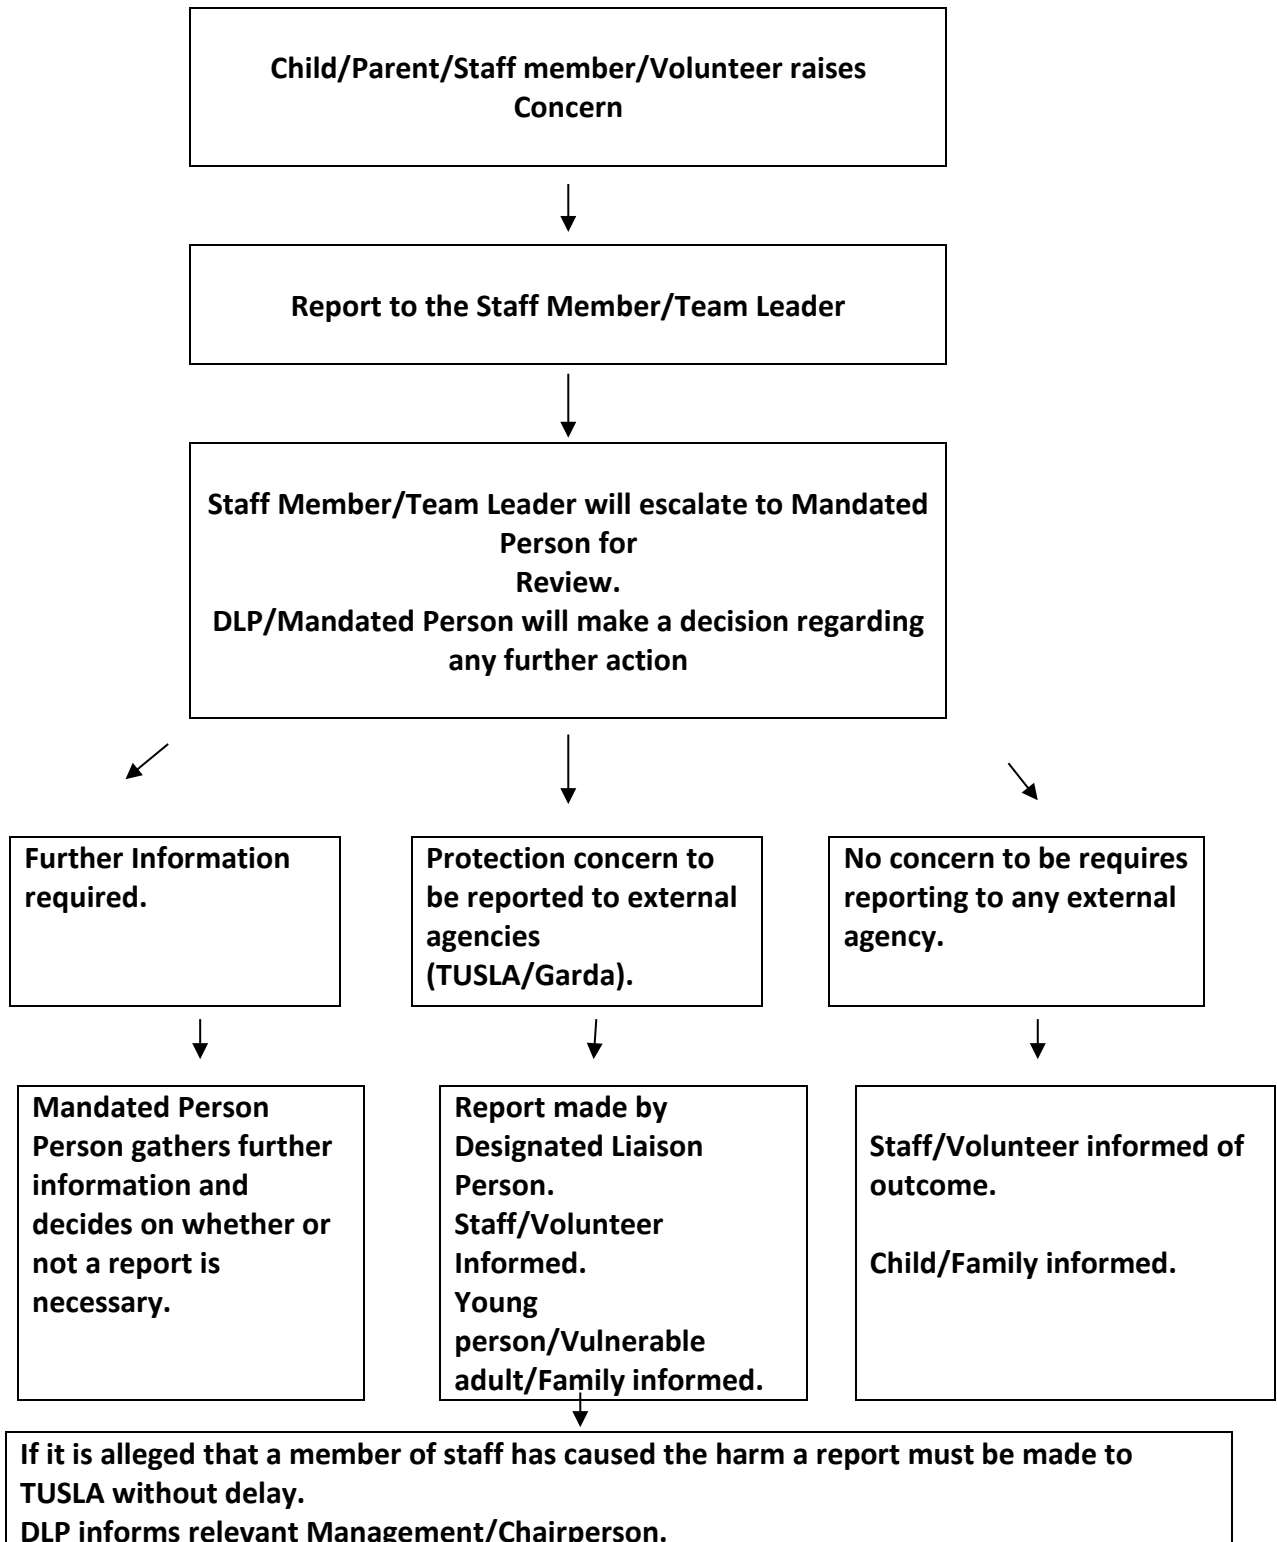 Child/Parent/Staff member/Volunteer raises
Concern
Report to the Staff Member/Team Leader
Staff Member/Team Leader will escalate to Mandated
Person for
Review.
DLP/Mandated Person will make a decision regarding
any further action
Further Information
required.
Protection concern to
be reported to external
agencies
(TUSLA/Garda).
No concern to be requires
reporting to any external
agency.
Mandated Person
Person gathers further
information and
decides on whether or
not a report is
necessary.
Report made by
Designated Liaison
Person.
Staff/Volunteer
Informed.
Young
person/Vulnerable
adult/Family informed.
Staff/Volunteer informed of
outcome.
Child/Family informed.
If it is alleged that a member of staff has caused the harm a report must be made to
TUSLA without delay.
DLP informs relevant Management/Chairperson.